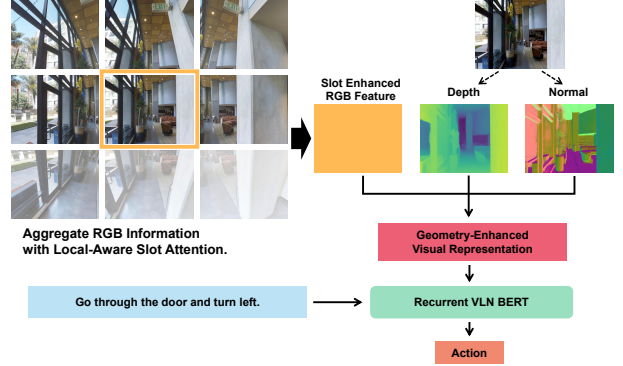 Slot Enhanced
RGB Feature
Depth
Normal
Aggregate RGB Information
with Local-Aware Slot Attention.
Geometry-Enhanced
Visual Representation
Go through the door and turn left.
Recurrent VLN BERT
Action